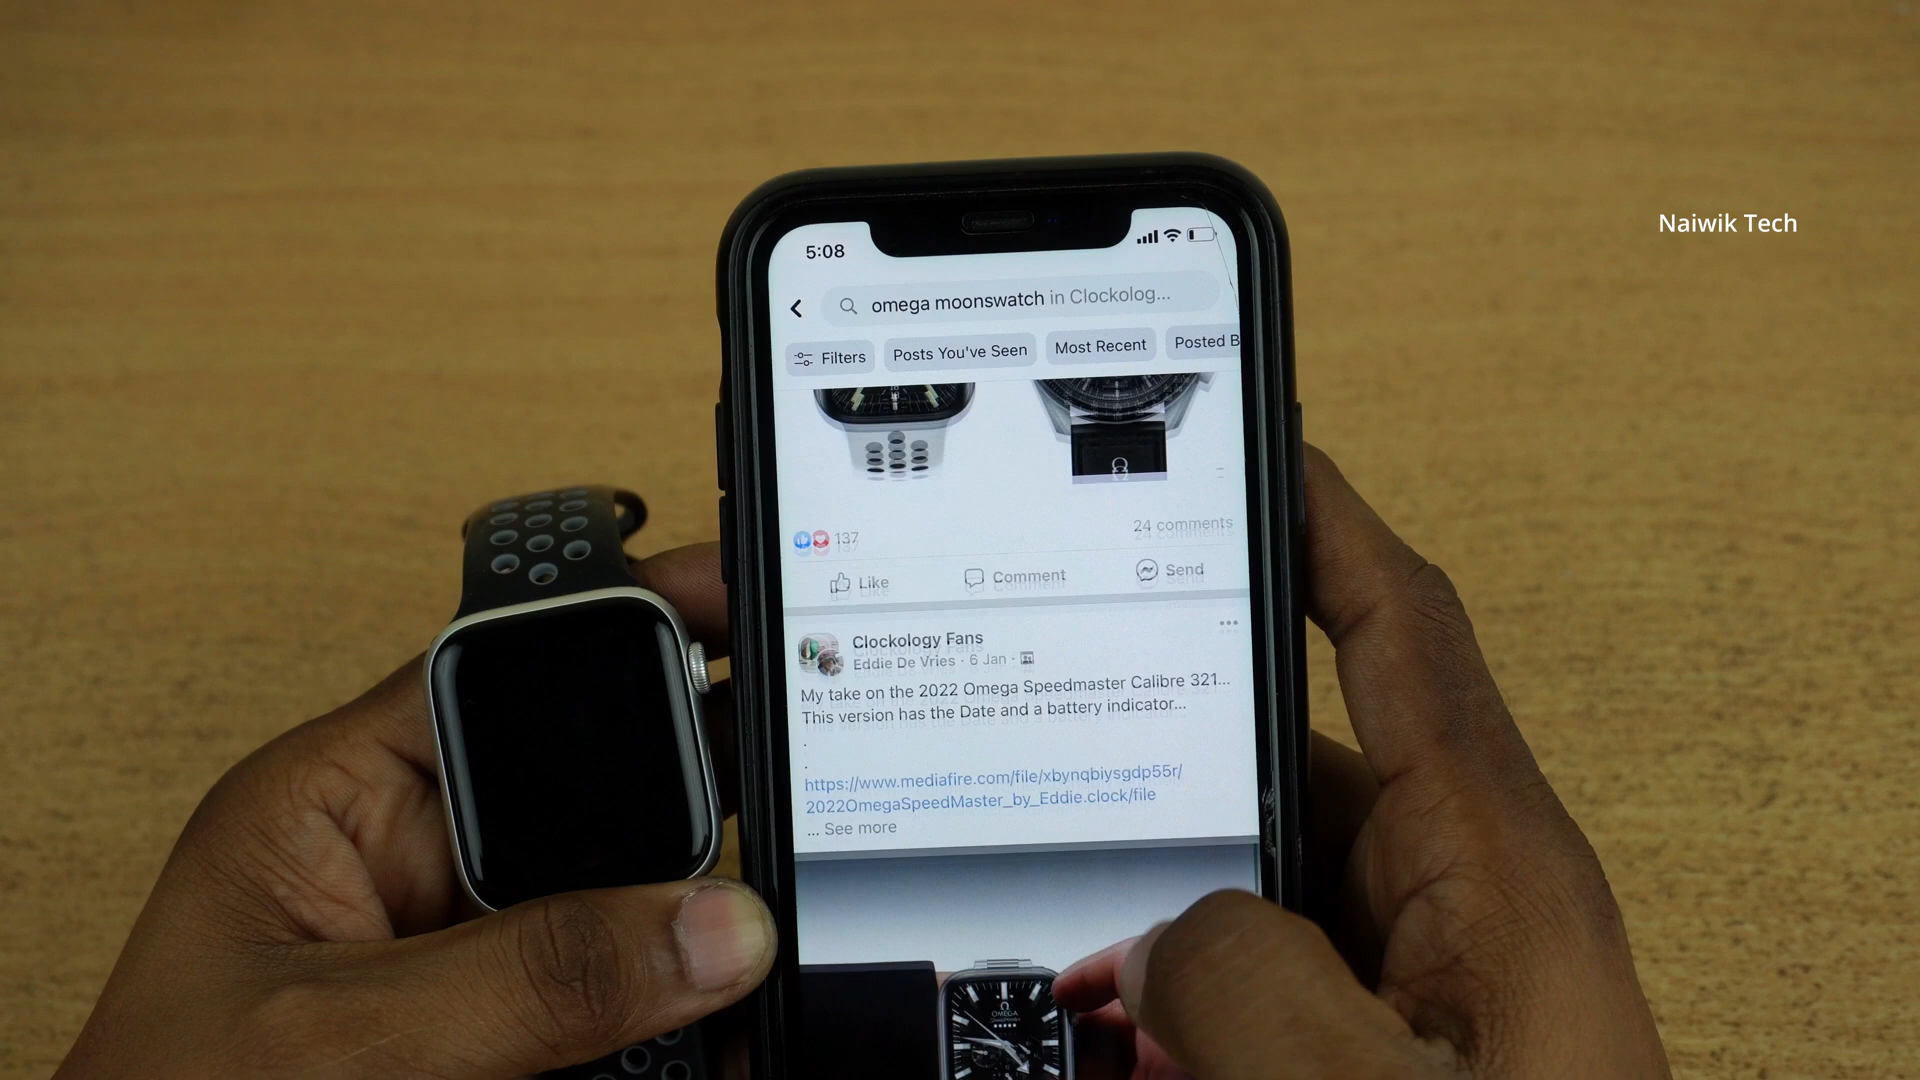 Naiwik Tech
5:08
omega moonswatch in Clockolog...
Filters
Posts You've Seen
Most Recent
Posted B
137
24 comments
Like
Comment
Send
Clockology Fans
Eddie De Vries · 6 Jan ·
My take on the 2022 Omega Speedmaster Calibre 321...
This version has the Date and a battery indicator...
.
.
https://www.mediafire.com/file/xbynqbiysgdp55r/
2022OmegaSpeedMaster_by_Eddie.clock/file
... See more
OMEGA